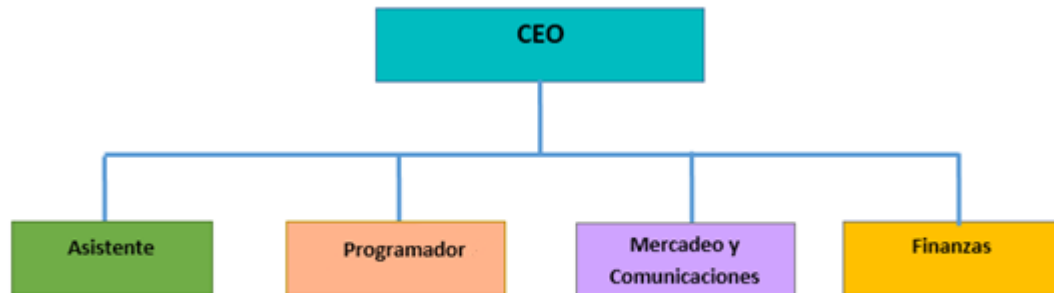 CEO
Asistente
Programador
Mercadeo y
Comunicaciones
Finanzas